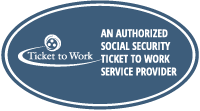 Ticket to Work
AN AUTHORIZED
SOCIAL SECURITY
TICKET TO WORK
SERVICE PROVIDER